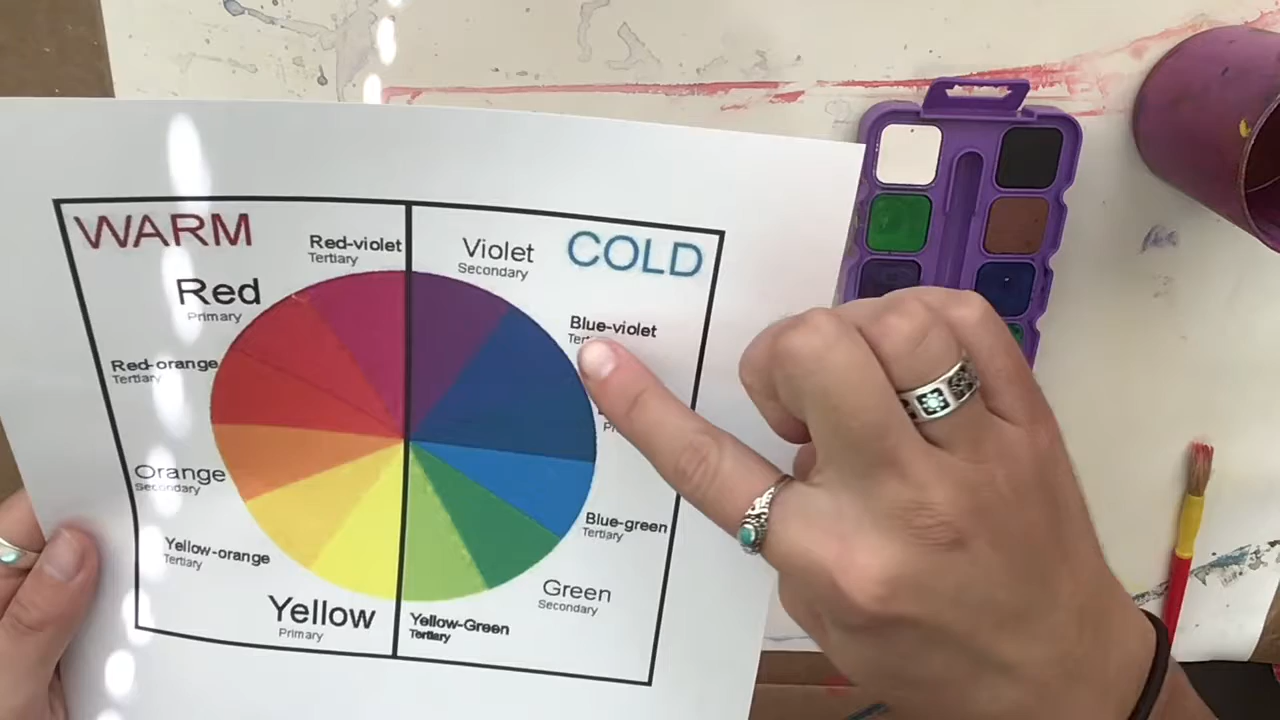 WARM
COLD
Red-violet
Tertiary
Violet
Secondary
Red
Primary
Blue-violet
Red-orange
Tertiary
Orange
Secondary
Blue-green
Tertiary
Yellow-orange
Tertiary
Green
Secondary
Yellow
Primary
Yellow-Green
Tertiary